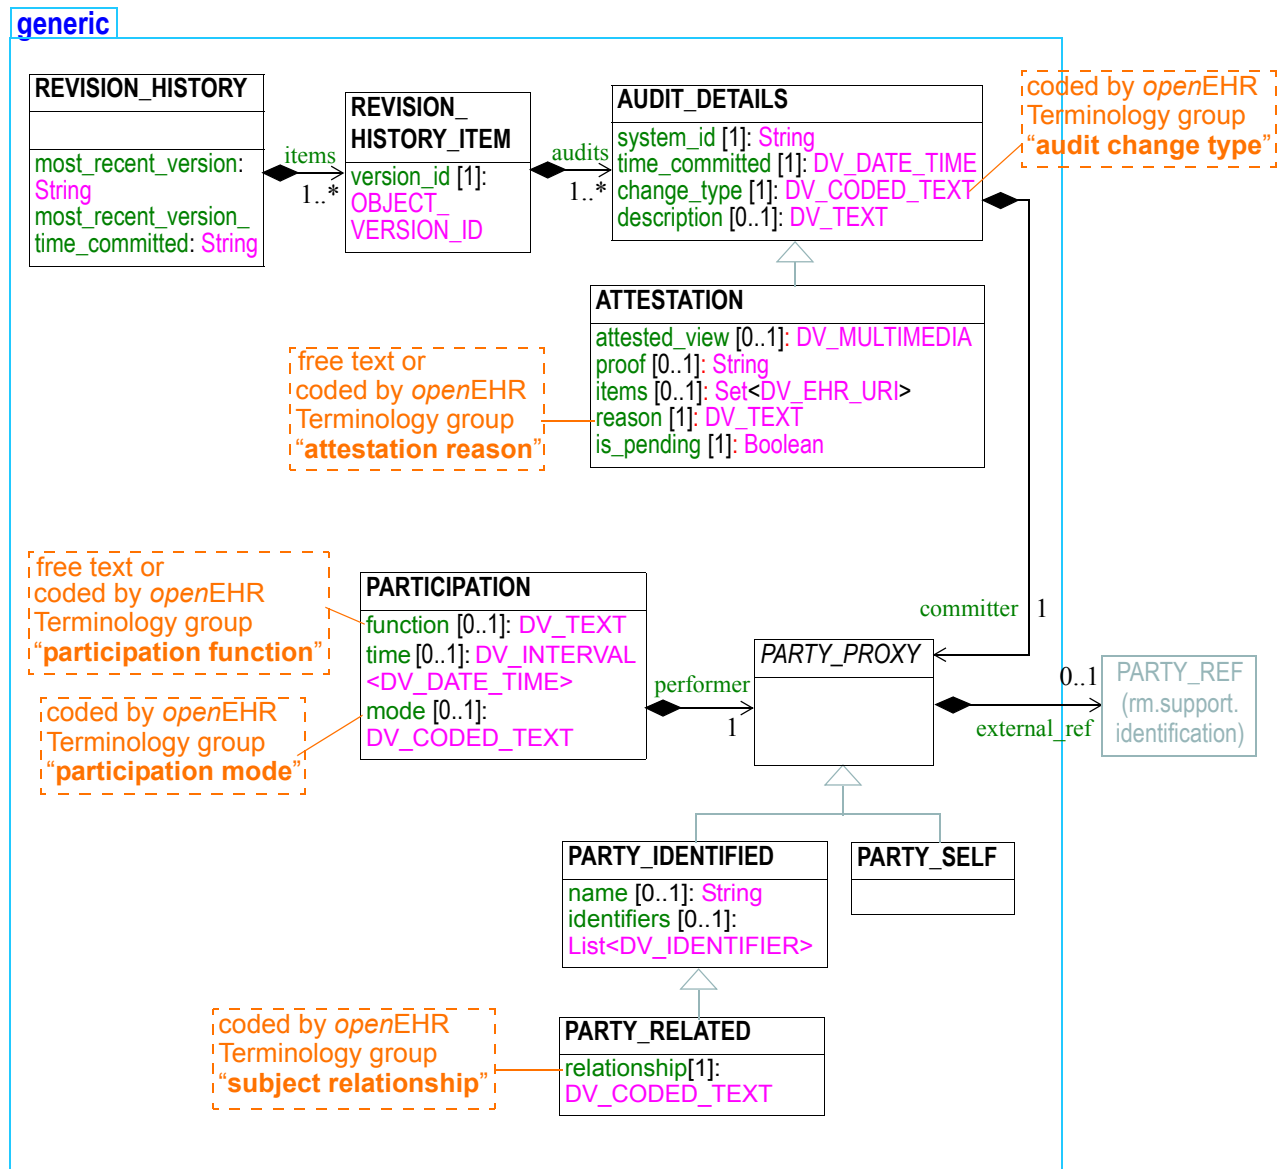 generic
REVISION_HISTORY
most_recent_version:
String
most_recent_version_
time_committed: String
items
1..*
REVISION_
HISTORY_ITEM
version_id [1]:
OBJECT_
VERSION_ID
audits
1..*
AUDIT_DETAILS
system_id [1]: String
time_committed [1]: DV_DATE_TIME
change_type [1]: DV_CODED_TEXT
description [0..1]: DV_TEXT
coded by openEHR
Terminology group
“audit change type”
ATTESTATION
attested_view [0..1]: DV_MULTIMEDIA
proof [0..1]: String
items [0..1]: Set<DV_EHR_URI>
reason [1]: DV_TEXT
is_pending [1]: Boolean
free text or
coded by openEHR
Terminology group
“attestation reason”
free text or
coded by openEHR
Terminology group
“participation function”
coded by openEHR
Terminology group
“participation mode”
PARTICIPATION
function [0..1]: DV_TEXT
time [0..1]: DV_INTERVAL
<DV_DATE_TIME>
mode [0..1]:
DV_CODED_TEXT
performer
1
committer 1
PARTY_PROXY
0..1
external_ref
PARTY_REF
(rm.support.
identification)
PARTY_IDENTIFIED
name [0..1]: String
identifiers [0..1]:
List<DV_IDENTIFIER>
PARTY_SELF
coded by openEHR
Terminology group
“subject relationship”
PARTY_RELATED
relationship[1]:
DV_CODED_TEXT